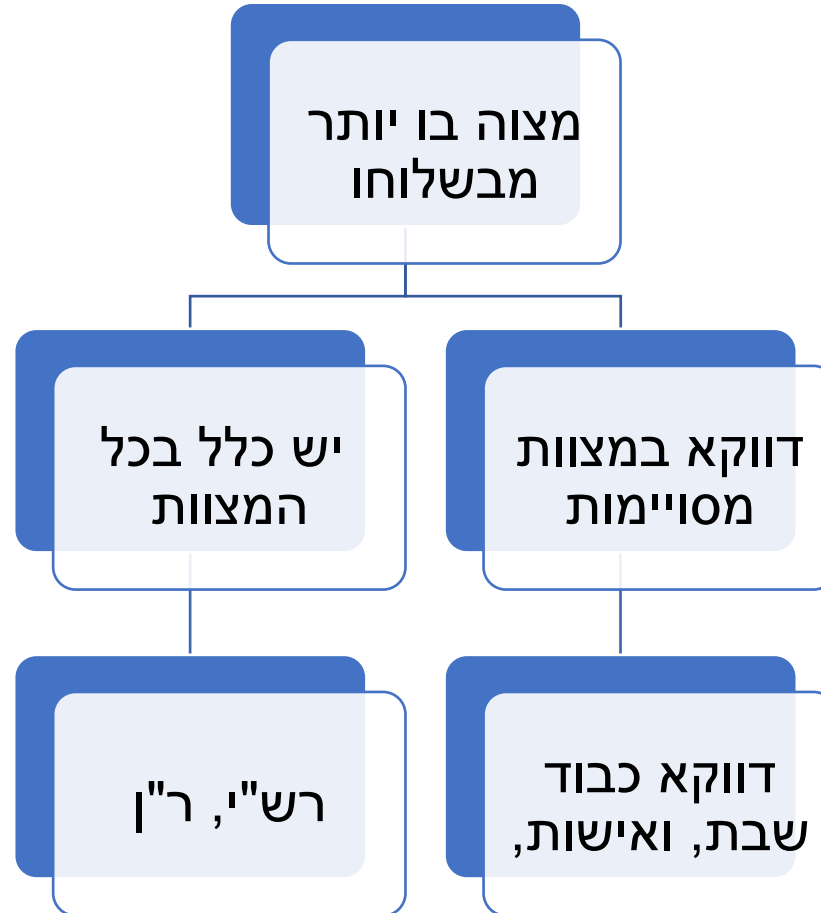 מצוה בו יותר
מבשלוחו
דווקא במצוות
מסויימות
יש כלל בכל
המצוות
דווקא כבוד
שבת, ואישות,
רש"י, ר"ן